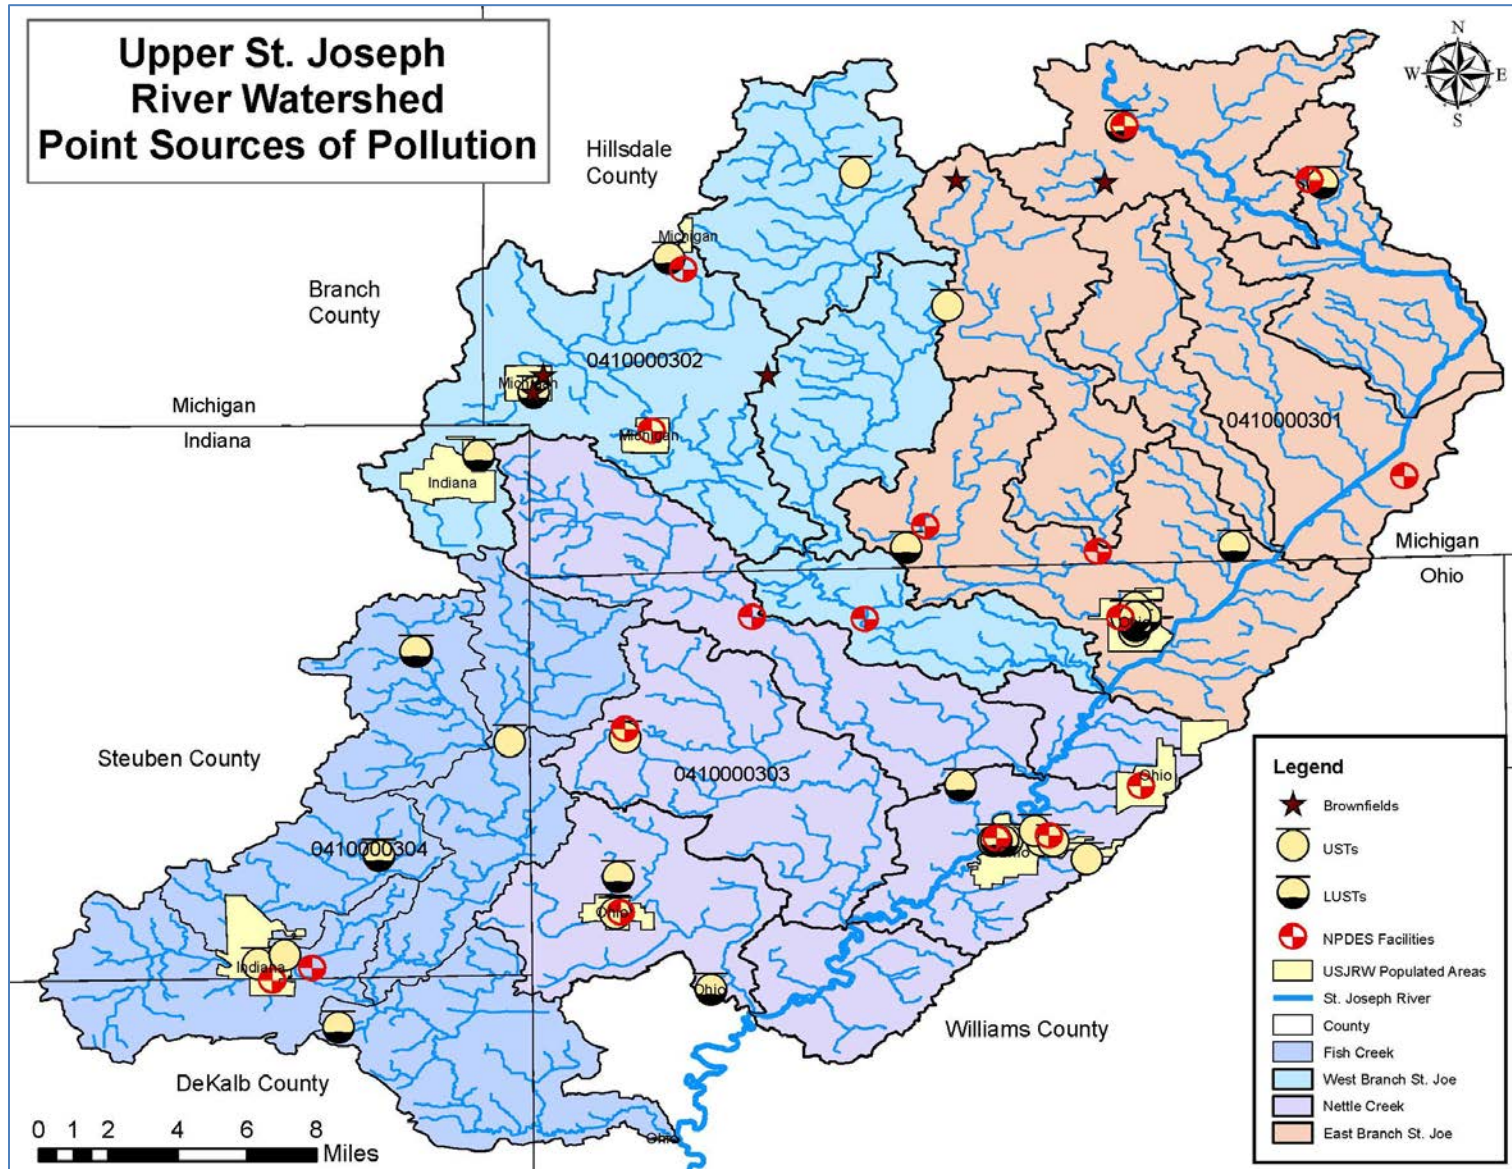 Upper St. Joseph
River Watershed
Point Sources of Pollution
N
W
E
S
Hillsdale
County
Michigan
Branch
County
0410000302
Michigan
Michigan
Indiana
Michigan
Indiana
0410000301
Michigan
Ohio
Ohio
Steuben County
0410000303
Ohio
0410000304
Ohio
Ohio
Indiana
Ohio
Williams County
DeKalb County
Ohio
0 1 2 4 6 8
Miles
Legend
Brownfields
USTs
LUSTs
NPDES Facilities
USJRW Populated Areas
St. Joseph River
County
Fish Creek
West Branch St. Joe
Nettle Creek
East Branch St. Joe